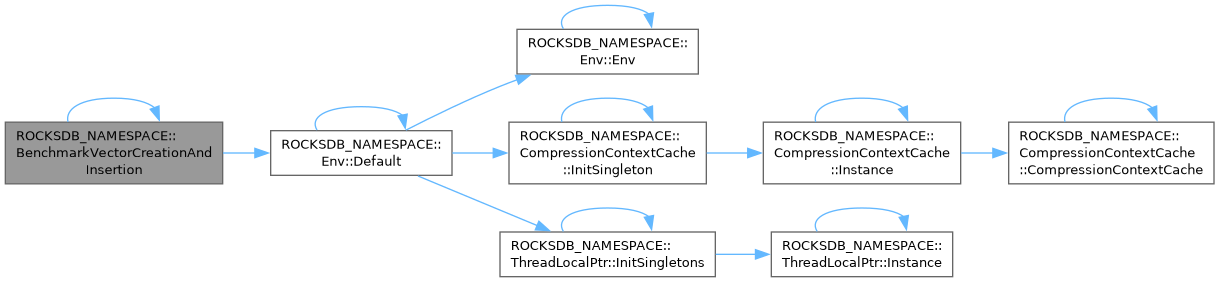 ROCKSDB_NAMESPACE::
BenchmarkVectorCreationAnd
Insertion
ROCKSDB_NAMESPACE::
Env::Default
ROCKSDB_NAMESPACE::
Env::Env
ROCKSDB_NAMESPACE::
CompressionContextCache
::InitSingleton
ROCKSDB_NAMESPACE::
CompressionContextCache
::Instance
ROCKSDB_NAMESPACE::
CompressionContextCache
::CompressionContextCache
ROCKSDB_NAMESPACE::
ThreadLocalPtr::InitSingletons
ROCKSDB_NAMESPACE::
ThreadLocalPtr::Instance